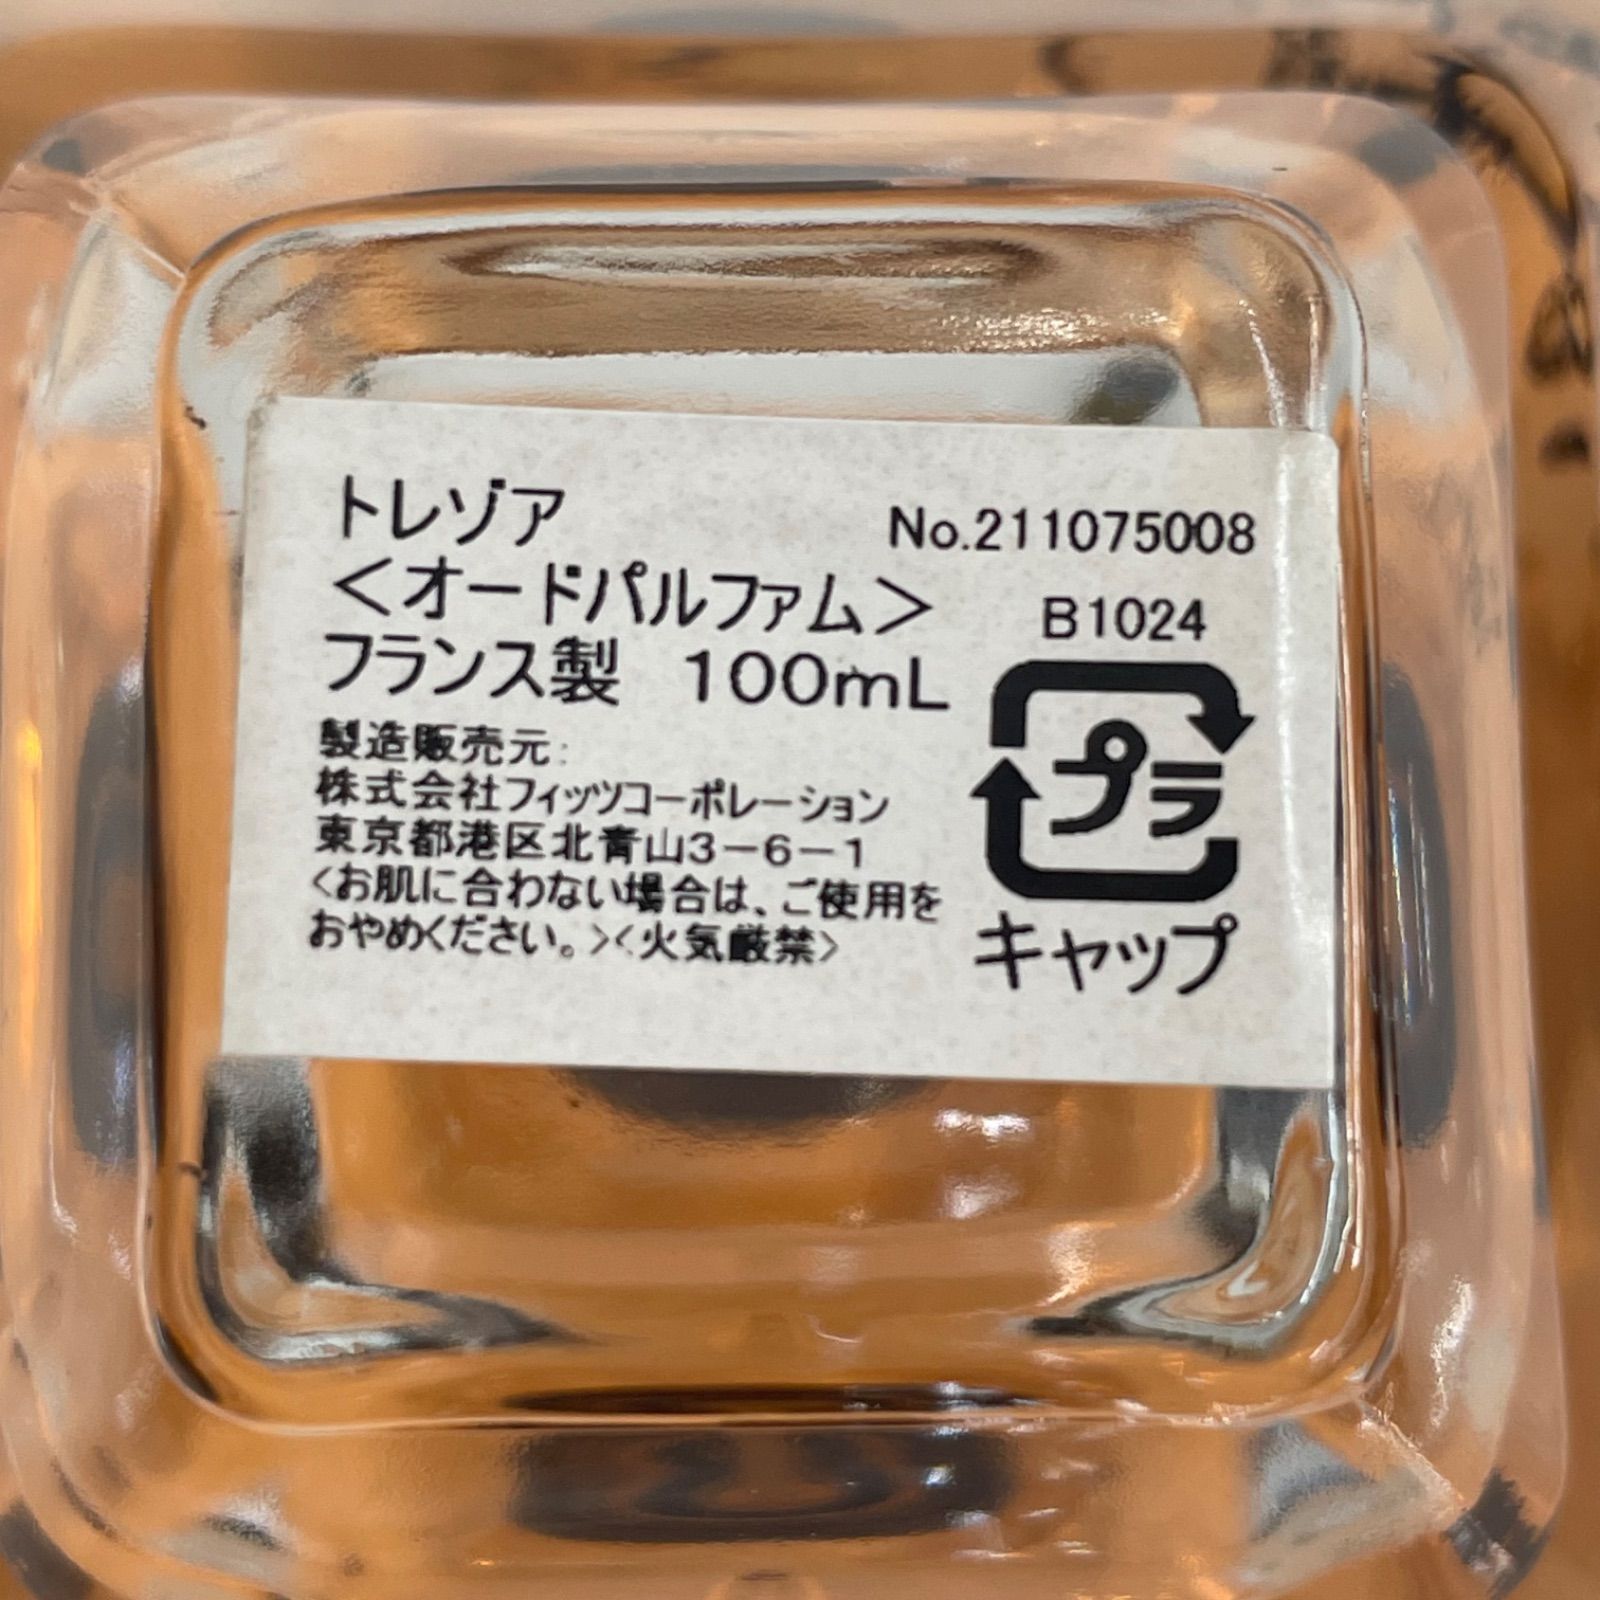 トレゾア
No.211075008
＜オードパルファム＞
B1024
フランス製 100mL
プラ
キャップ
製造販売元:
株式会社フィッツコーポレーション
東京都港区北青山3－6－1
<お肌に合わない場合は、ご使用を
おやめください。><火気厳禁>